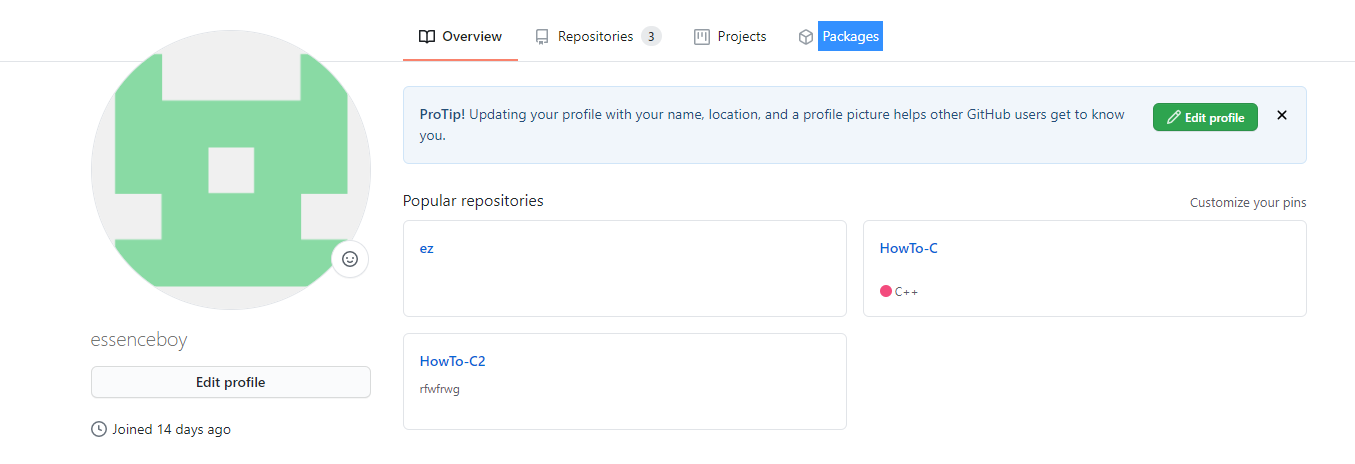 Overview Repositories 3 Projects Packages
ProTip! Updating your profile with your name, location, and a profile picture helps other GitHub users get to know
you.
Edit profile
Popular repositories
Customize your pins
ez
HowTo-C
C++
HowTo-C2
rfwfrwg
essenceboy
Edit profile
Joined 14 days ago